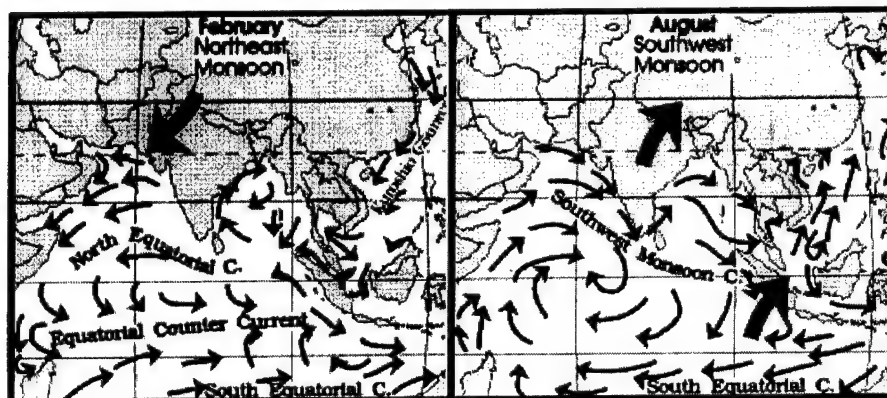 February
Northeast
Monsoon
North Equatorial C.
Equatorial Counter Current
South Equatorial C.
August
Southwest
Monsoon
Southwest Monsoon C.
South Equatorial C.